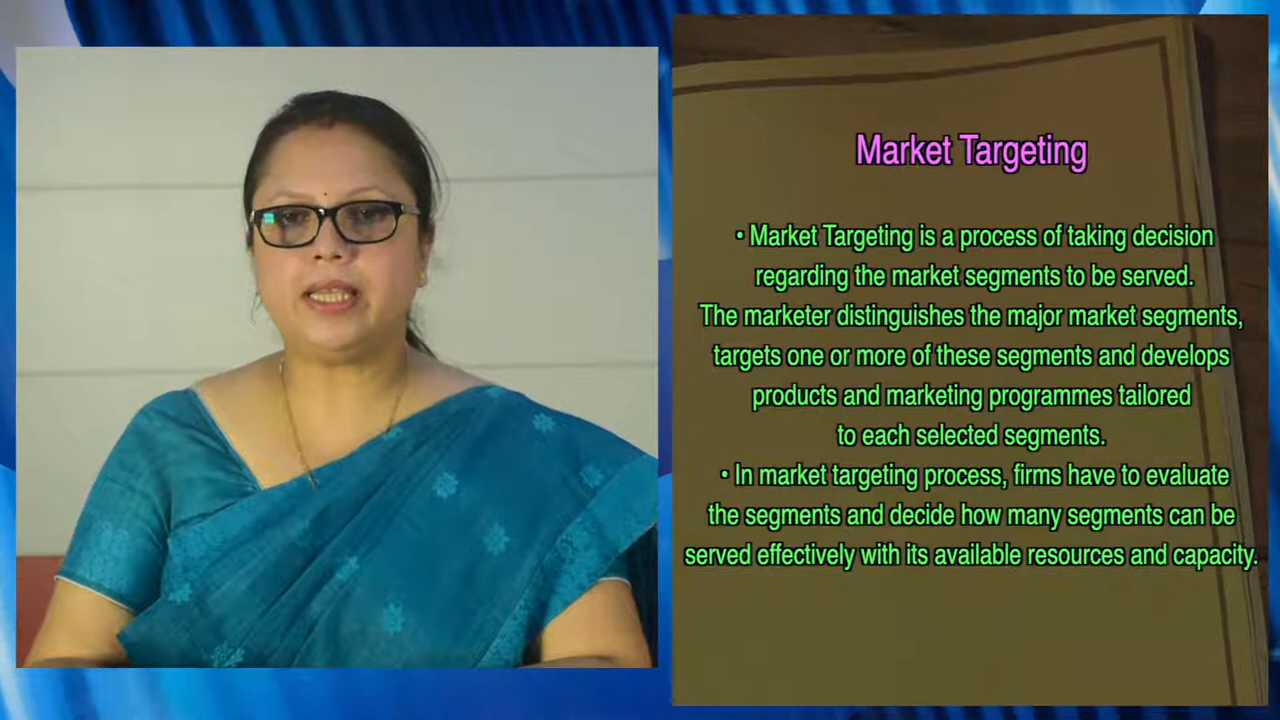 Market Targeting
• Market Targeting is a process of taking decision
regarding the market segments to be served.
The marketer distinguishes the major market segments,
targets one or more of these segments and develops
products and marketing programmes tailored
to each selected segments.
• In market targeting process, firms have to evaluate
the segments and decide how many segments can be
served effectively with its available resources and capacity.